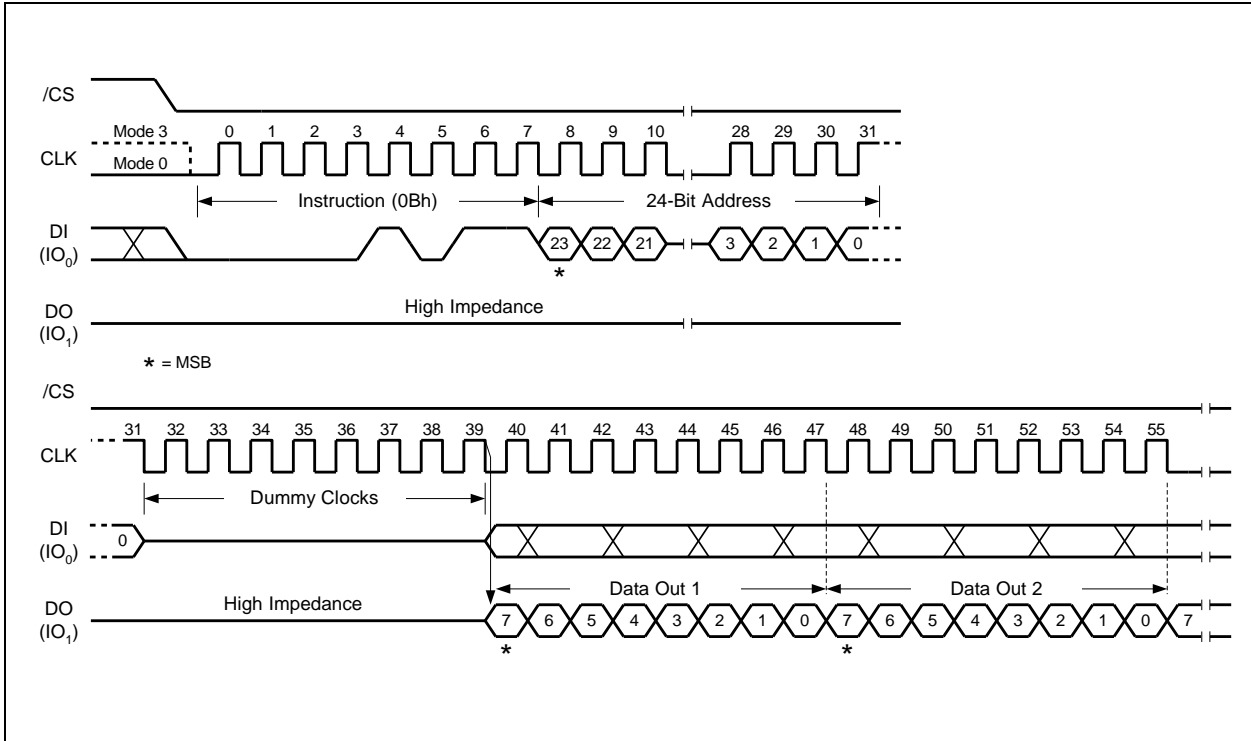 /CS
Mode 3 0 1 2 3 4 5 6 7 8 9 10 28 29 30 31
CLK
Mode 0
Instruction (0Bh) 24-Bit Address
DI
(IO0) 23 22 21 3 2 1 0
*
DO High Impedance
(IO1)
* = MSB
/CS
31 32 33 34 35 36 37 38 39 40 41 42 43 44 45 46 47 48 49 50 51 52 53 54 55
CLK
Dummy Clocks
DI
(IO0) 0
Data Out 1 Data Out 2
DO High Impedance
(IO1) 7 6 5 4 3 2 1 0 7 6 5 4 3 2 1 0 7
* *